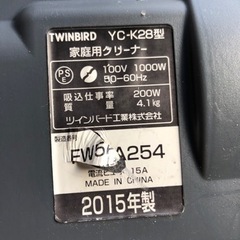 TWINBIRD YC-K28型
家庭用クリーナー
PSE 100V 1000W
50-60Hz
吸込仕事率 200W
4.1kg
ツインバード工業株式会社
製造番号
A254
電流ヒューズ 15A
MADE IN CHINA
2015年製